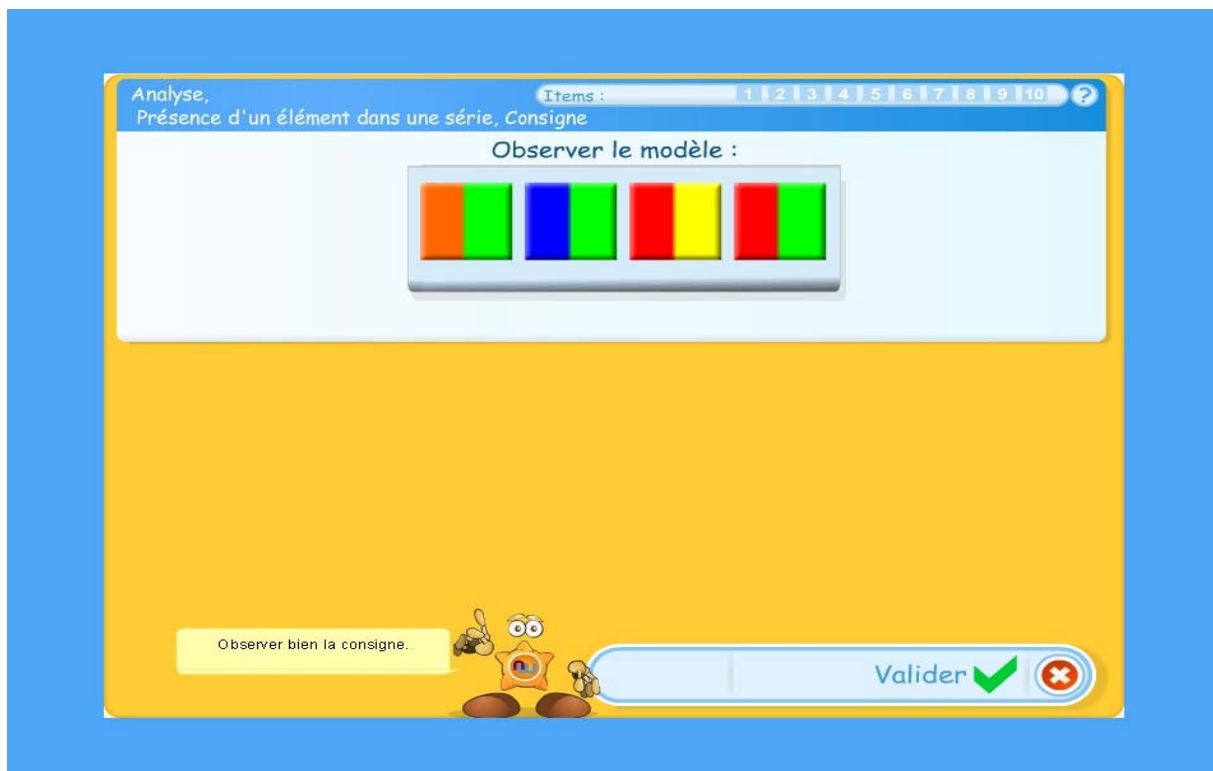 Analyse,
Items : 1 2 3 4 5 6 7 8 9 10 ?
Présence d'un élément dans une série, Consigne
Observer le modèle :
Observer bien la consigne.
Valider